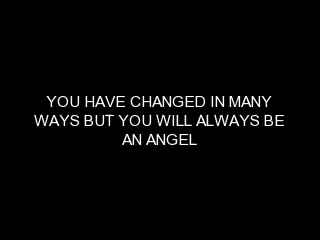 YOU HAVE CHANGED IN MANY
WAYS BUT YOU WILL ALWAYS BE
AN ANGEL